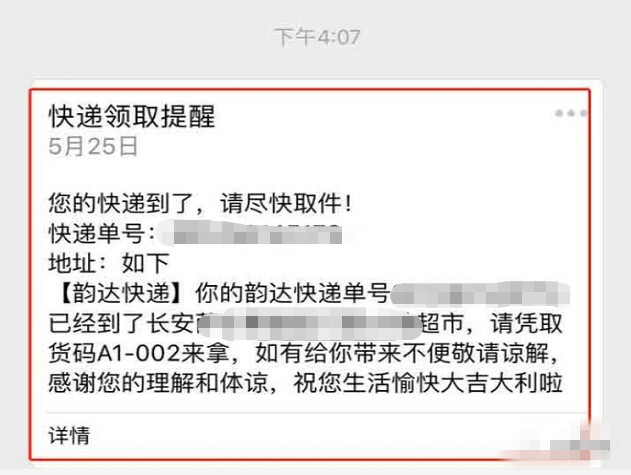 下午4:07
快递领取提醒
5月25日
您的快递到了，请尽快取件！
快递单号：
地址：如下
【韵达快递】你的韵达快递单号
已经到了长安 超市，请凭取
货码A1-002来拿，如有给你带来不便敬请谅解，
感谢您的理解和体谅，祝您生活愉快大吉大利啦
详情